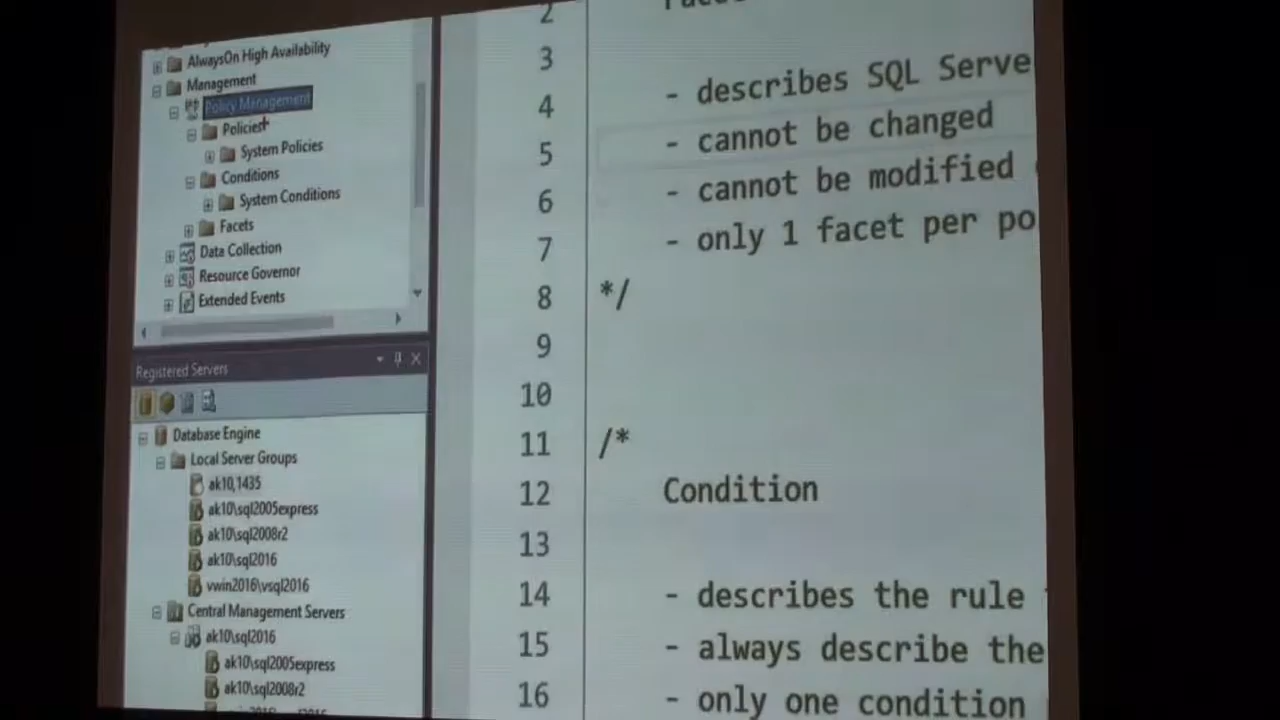 AlwaysOn High Availability
Management
Policy Management
Policies
System Policies
Conditions
System Conditions
Facets
Data Collection
Resource Governor
Extended Events
Registered Servers
Database Engine
Local Server Groups
ak10,1435
ak10\sql2005express
ak10\sql2008r2
ak10\sql2016
vwin2016\vsql2016
Central Management Servers
ak10\sql2016
ak10\sql2005express
ak10\sql2008r2
2
3
4 - describes SQL Serve
5 - cannot be changed
6 - cannot be modified
7 - only 1 facet per po
8 */
9
10
11 /*
12 Condition
13
14 - describes the rule
15 - always describe the
16 - only one condition